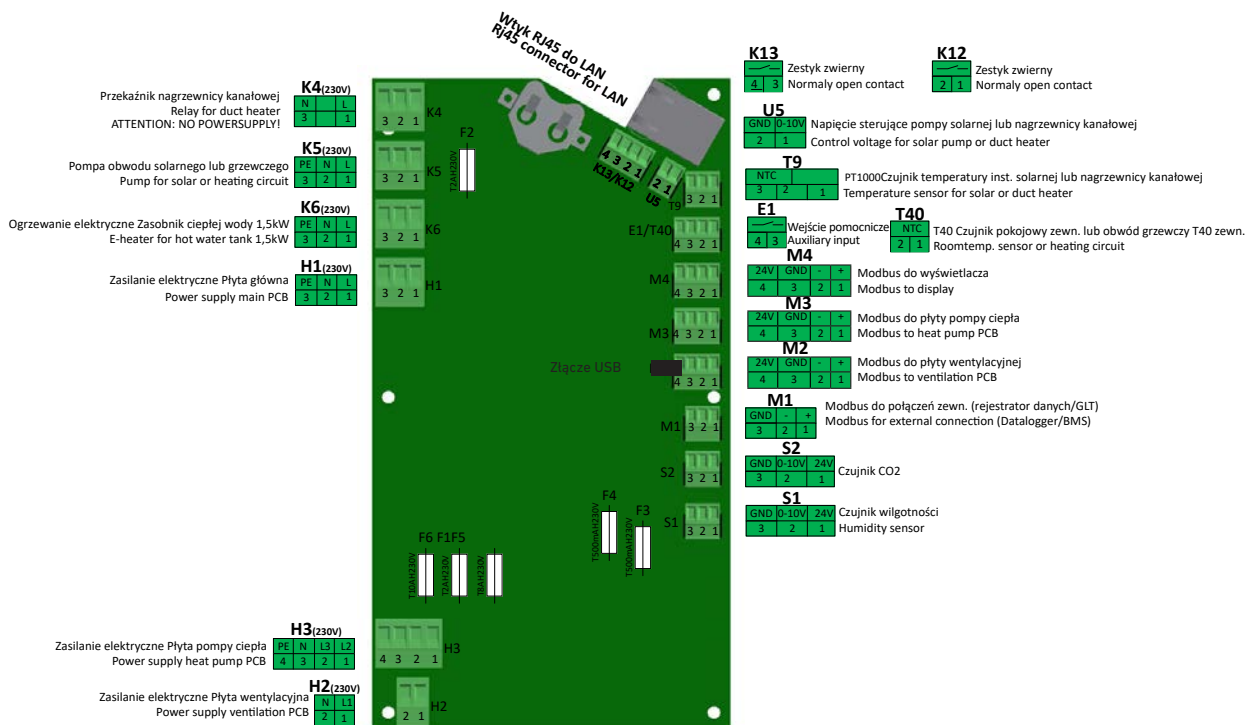 Wtyk RJ45 do LAN
Rj45 connector for LAN
K4(230V)
N L
3 1
Przekaźnik nagrzewnicy kanałowej
Relay for duct heater
ATTENTION: NO POWERSUPPLY!
K5(230V)
PE N L
3 2 1
Pompa obwodu solarnego lub grzewczego
Pump for solar or heating circuit
K6(230V)
PE N L
3 2 1
Ogrzewanie elektryczne Zasobnik ciepłej wody 1,5kW
E-heater for hot water tank 1,5kW
H1(230V)
PE N L
3 2 1
Zasilanie elektryczne Płyta główna
Power supply main PCB
H3(230V)
PE N L3 L2
4 3 2 1
Zasilanie elektryczne Płyta pompy ciepła
Power supply heat pump PCB
H2(230V)
N L1
2 1
Zasilanie elektryczne Płyta wentylacyjna
Power supply ventilation PCB
3 2 1 K4
3 2 1 K5
3 2 1 K6
3 2 1 H1
F2
T2AH230V
4 3 2 1
K13/K12
2 1
U5
T9
3 2 1
E1/T40
4 3 2 1
M4
4 3 2 1
M3
4 3 2 1
Złącze USB
4 3 2 1
M1 3 2 1
S2
3 2 1
S1
3 2 1
F4
T500mAH230V
F3
T500mAH230V
F6 F1F5
T10AH230V
T2AH230V
T8AH230V
4 3 2 1 H3
2 1 H2
K13
4 3
Zestyk zwierny
Normaly open contact
K12
2 1
Zestyk zwierny
Normaly open contact
U5
GND 0-10V
2 1
Napięcie sterujące pompy solarnej lub nagrzewnicy kanałowej
Control voltage for solar pump or duct heater
T9
NTC
3 2 1
PT1000Czujnik temperatury inst. solarnej lub nagrzewnicy kanałowej
Temperature sensor for solar or duct heater
E1
4 3
Wejście pomocnicze
Auxiliary input
T40
NTC
2 1
T40 Czujnik pokojowy zewn. lub obwód grzewczy T40 zewn.
Roomtemp. sensor or heating circuit
M4
24V GND - +
4 3 2 1
Modbus do wyświetlacza
Modbus to display
M3
24V GND - +
4 3 2 1
Modbus do płyty pompy ciepła
Modbus to heat pump PCB
M2
24V GND - +
4 3 2 1
Modbus do płyty wentylacyjnej
Modbus to ventilation PCB
M1
GND - +
3 2 1
Modbus do połączeń zewn. (rejestrator danych/GLT)
Modbus for external connection (Datalogger/BMS)
S2
GND 0-10V 24V
3 2 1
Czujnik CO2
S1
GND 0-10V 24V
3 2 1
Czujnik wilgotności
Humidity sensor